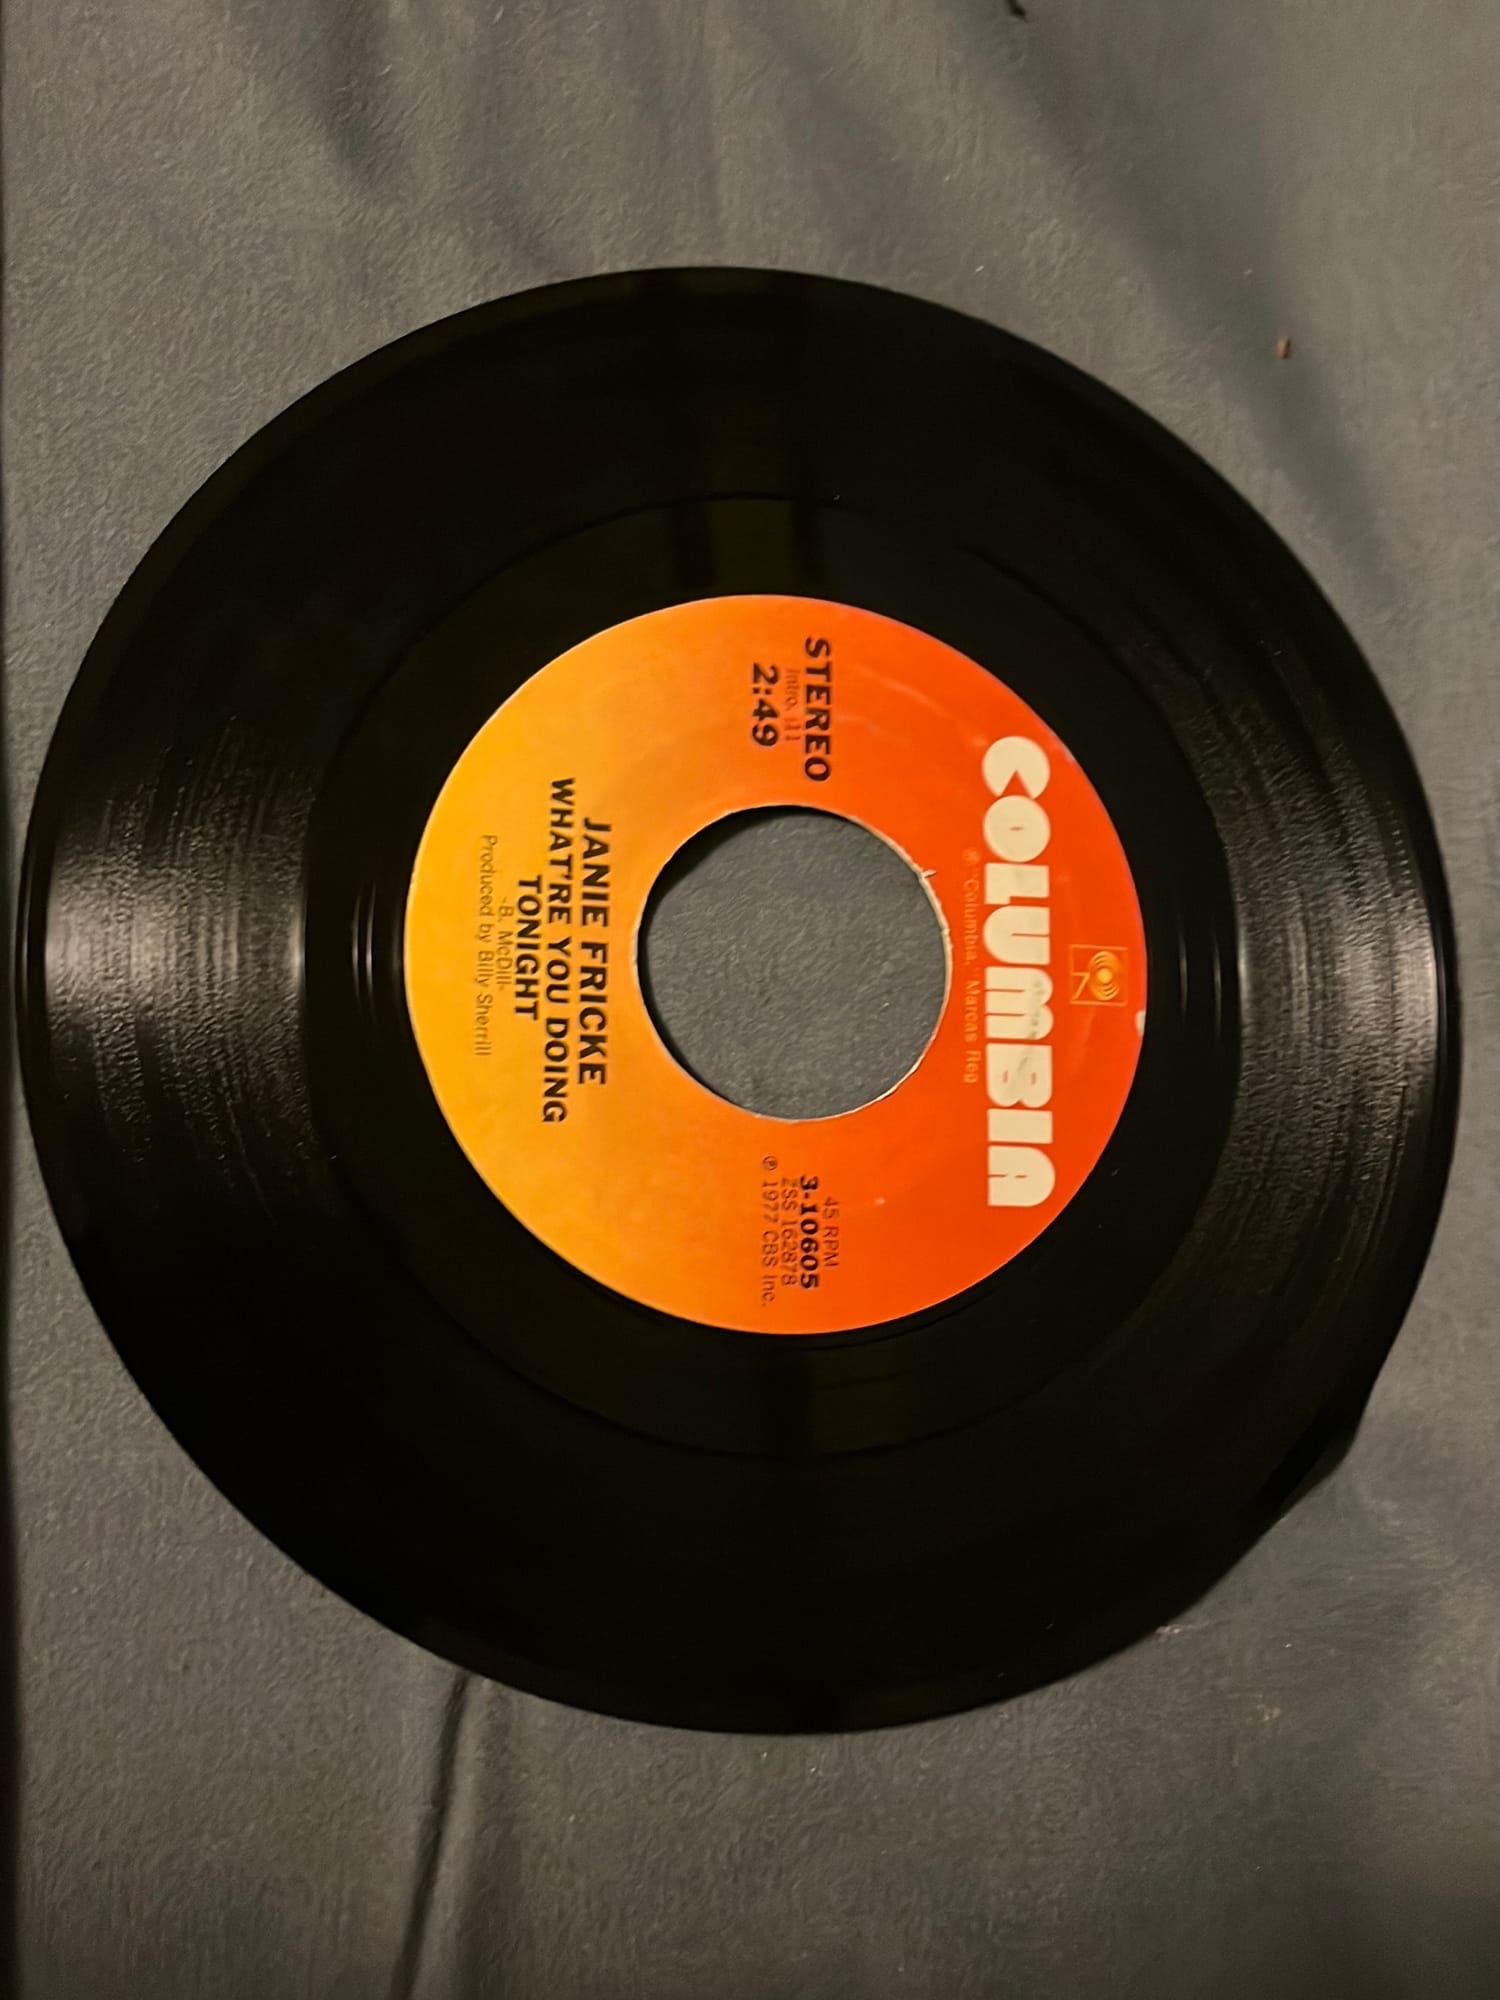 COLUMBIA
® "Columbia," Marcas Reg
STEREO
Intro. :11
2:49
45 RPM
3-10605
ZSS 162878
℗ 1977 CBS Inc.
JANIE FRICKE
WHAT'RE YOU DOING
TONIGHT
-B. McDill-
Produced by Billy Sherrill